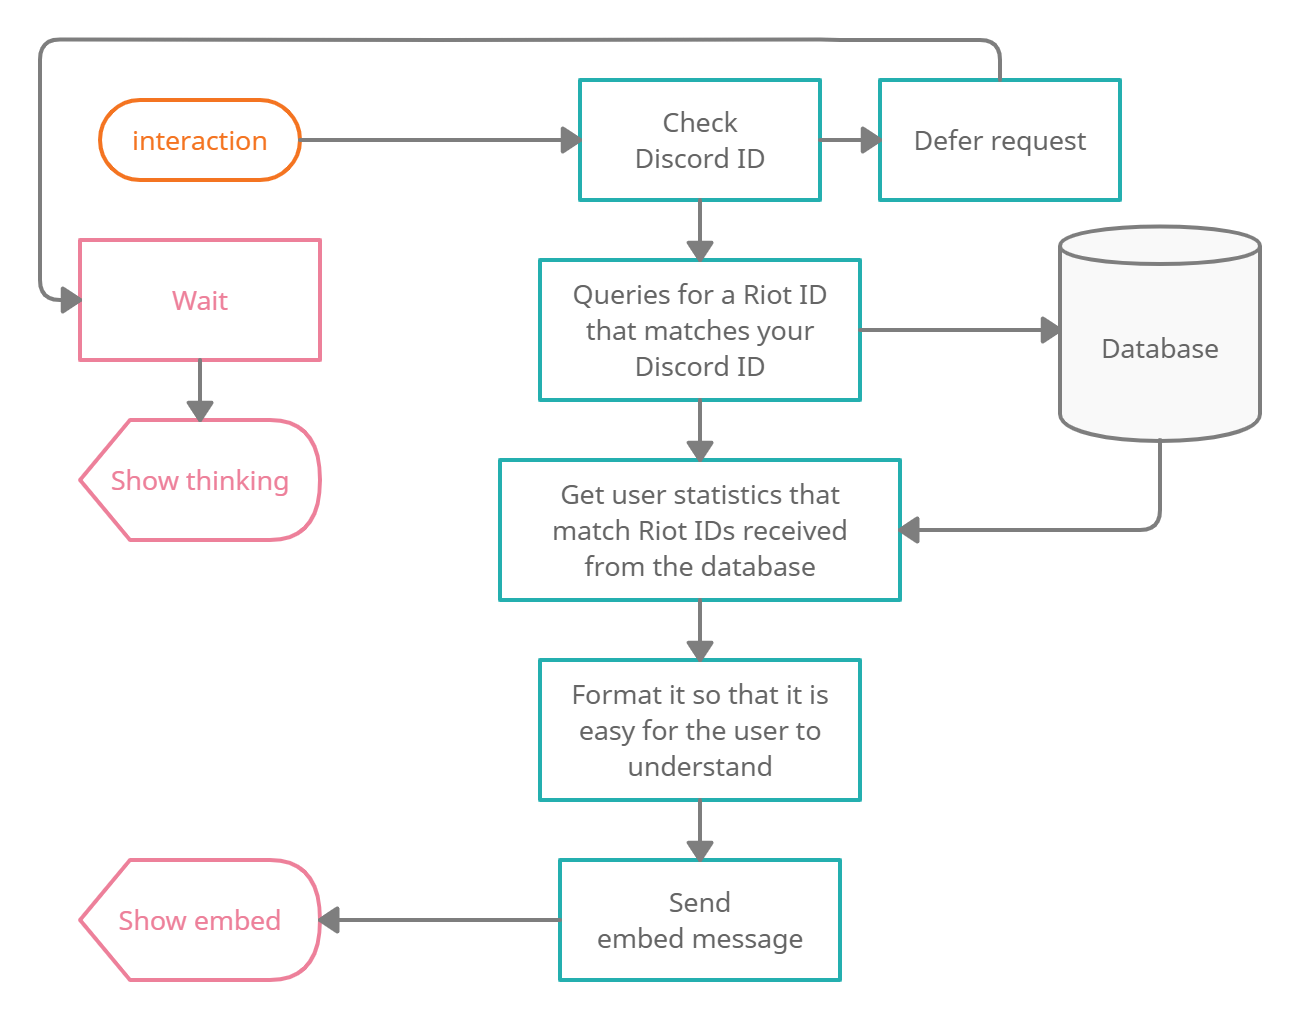 interaction
Check
Discord ID
Defer request
Wait
Queries for a Riot ID
that matches your
Discord ID
Database
Show thinking
Get user statistics that
match Riot IDs received
from the database
Format it so that it is
easy for the user to
understand
Show embed
Send
embed message